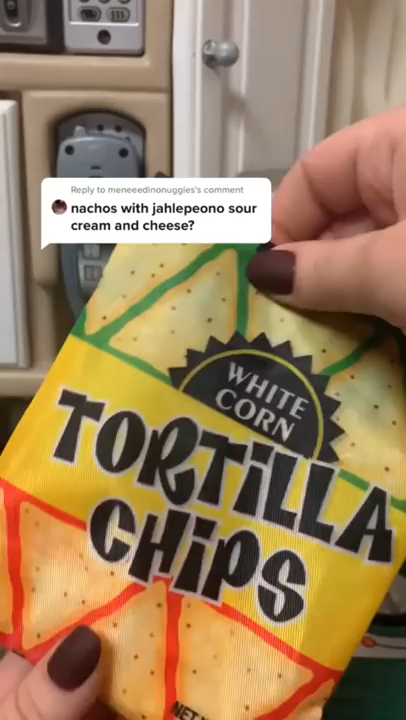 Reply to meneeedinonuggies's comment
nachos with jahlepeono sour
cream and cheese?
WHITE
CORN
TORTILLA
CHIPS